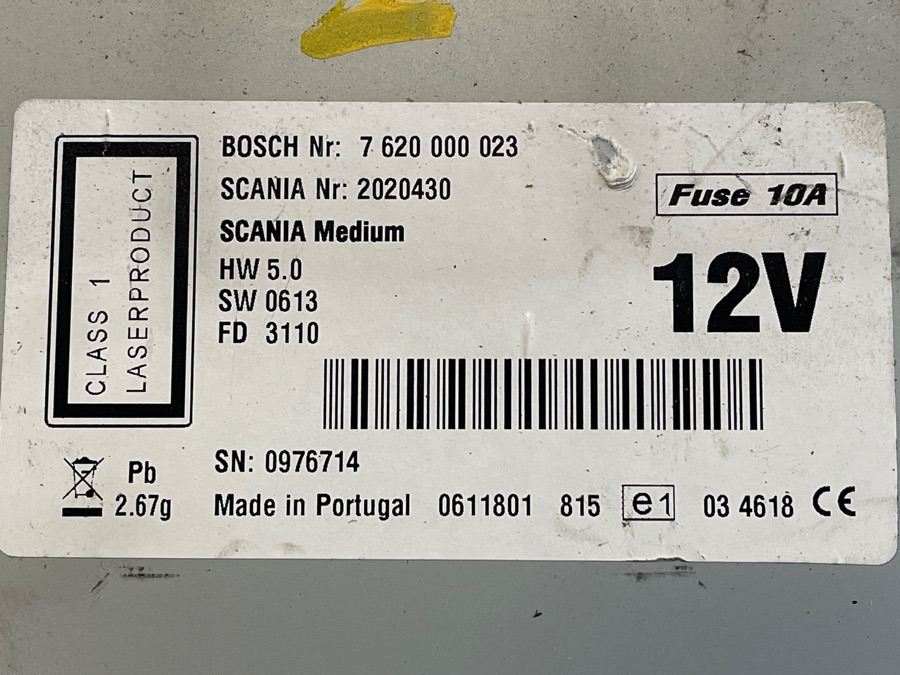 BOSCH Nr: 7 620 000 023
SCANIA Nr: 2020430
Fuse 10A
SCANIA Medium
12V
HW 5.0
SW 0613
FD 3110
CLASS 1
LASERPRODUCT
SN: 0976714
Pb
2.67g
Made in Portugal 0611801 815 e1 03 4618 CE